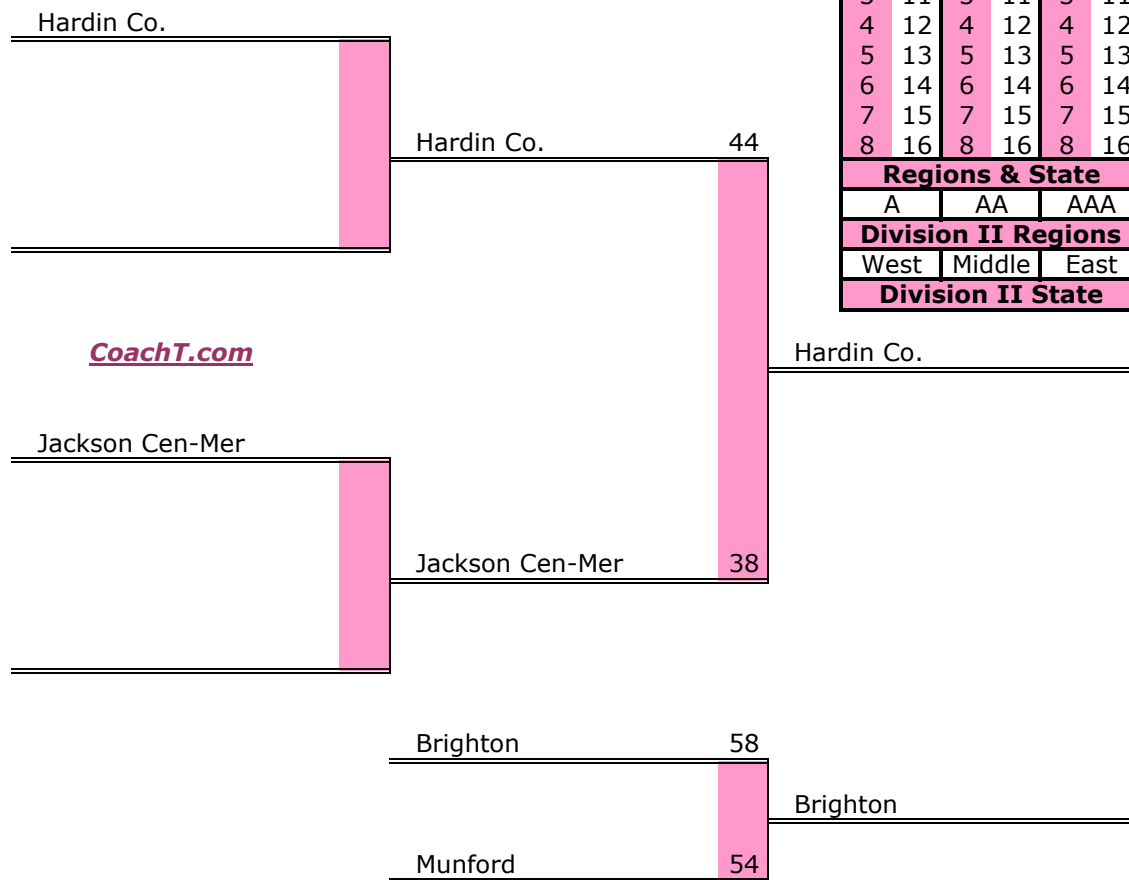 Hardin Co.
4 12 4 12 4 12
5 13 5 13 5 13
6 14 6 14 6 14
7 15 7 15 7 15
Hardin Co. 44
8 16 8 16 8 16
Regions & State
A AA AAA
Division II Regions
West Middle East
Division II State
CoachT.com
Hardin Co.
Jackson Cen-Mer
Jackson Cen-Mer 38
Brighton 58
Brighton
Munford 54